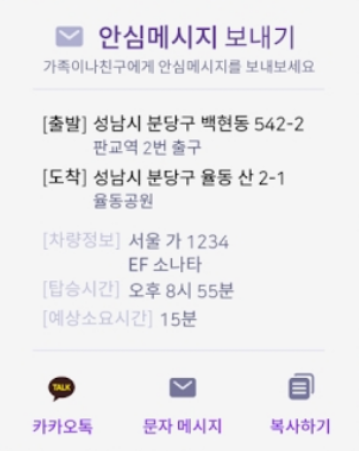 안심메시지 보내기
가족이나친구에게 안심메시지를 보내보세요
[출발] 성남시 분당구 백현동 542-2
판교역 2번 출구
[도착] 성남시 분당구 율동 산 2-1
율동공원
[차량정보] 서울 가 1234
EF 소나타
[탑승시간] 오후 8시 55분
[예상소요시간] 15분
TALK
카카오톡 문자 메시지 복사하기